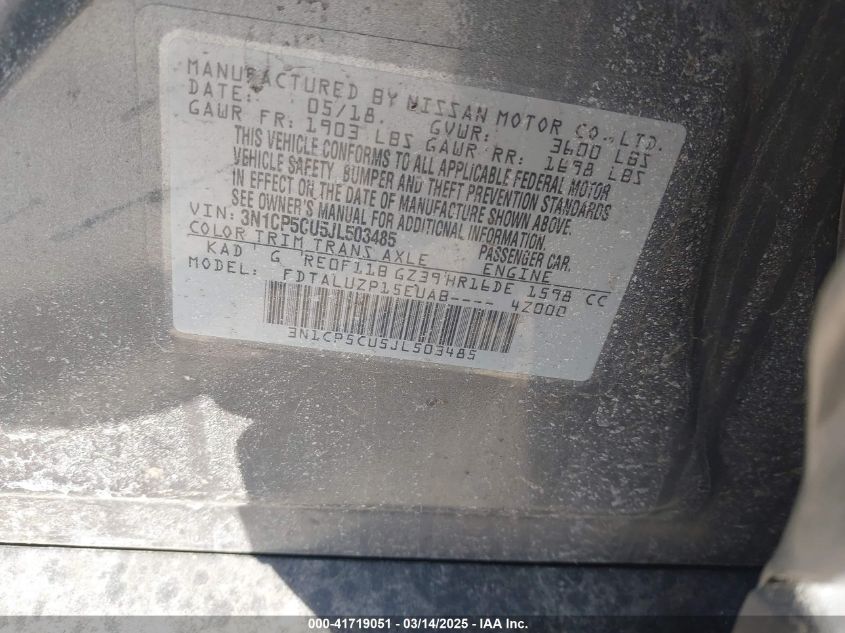 MANUFACTURED BY NISSAN MOTOR CO., LTD.
DATE: 05/18 GVWR: 3600 LBS
GAWR FR: 1903 LBS GAWR RR: 1698 LBS
THIS VEHICLE CONFORMS TO ALL APPLICABLE FEDERAL MOTOR
VEHICLE SAFETY, BUMPER AND THEFT PREVENTION STANDARDS
IN EFFECT ON THE DATE OF MANUFACTURE SHOWN ABOVE.
SEE OWNER'S MANUAL FOR ADDITIONAL INFORMATION.
VIN: 3N1CP5CU5JL503485 PASSENGER CAR.
COLOR TRIM TRANS AXLE ENGINE
KAD G RE0F11B GZ39 HR16DE 1598 CC
MODEL: FDTALUZP15EUAB---- 4Z000
3N1CP5CU5JL503485
000-41719051 - 03/14/2025 - IAA Inc.